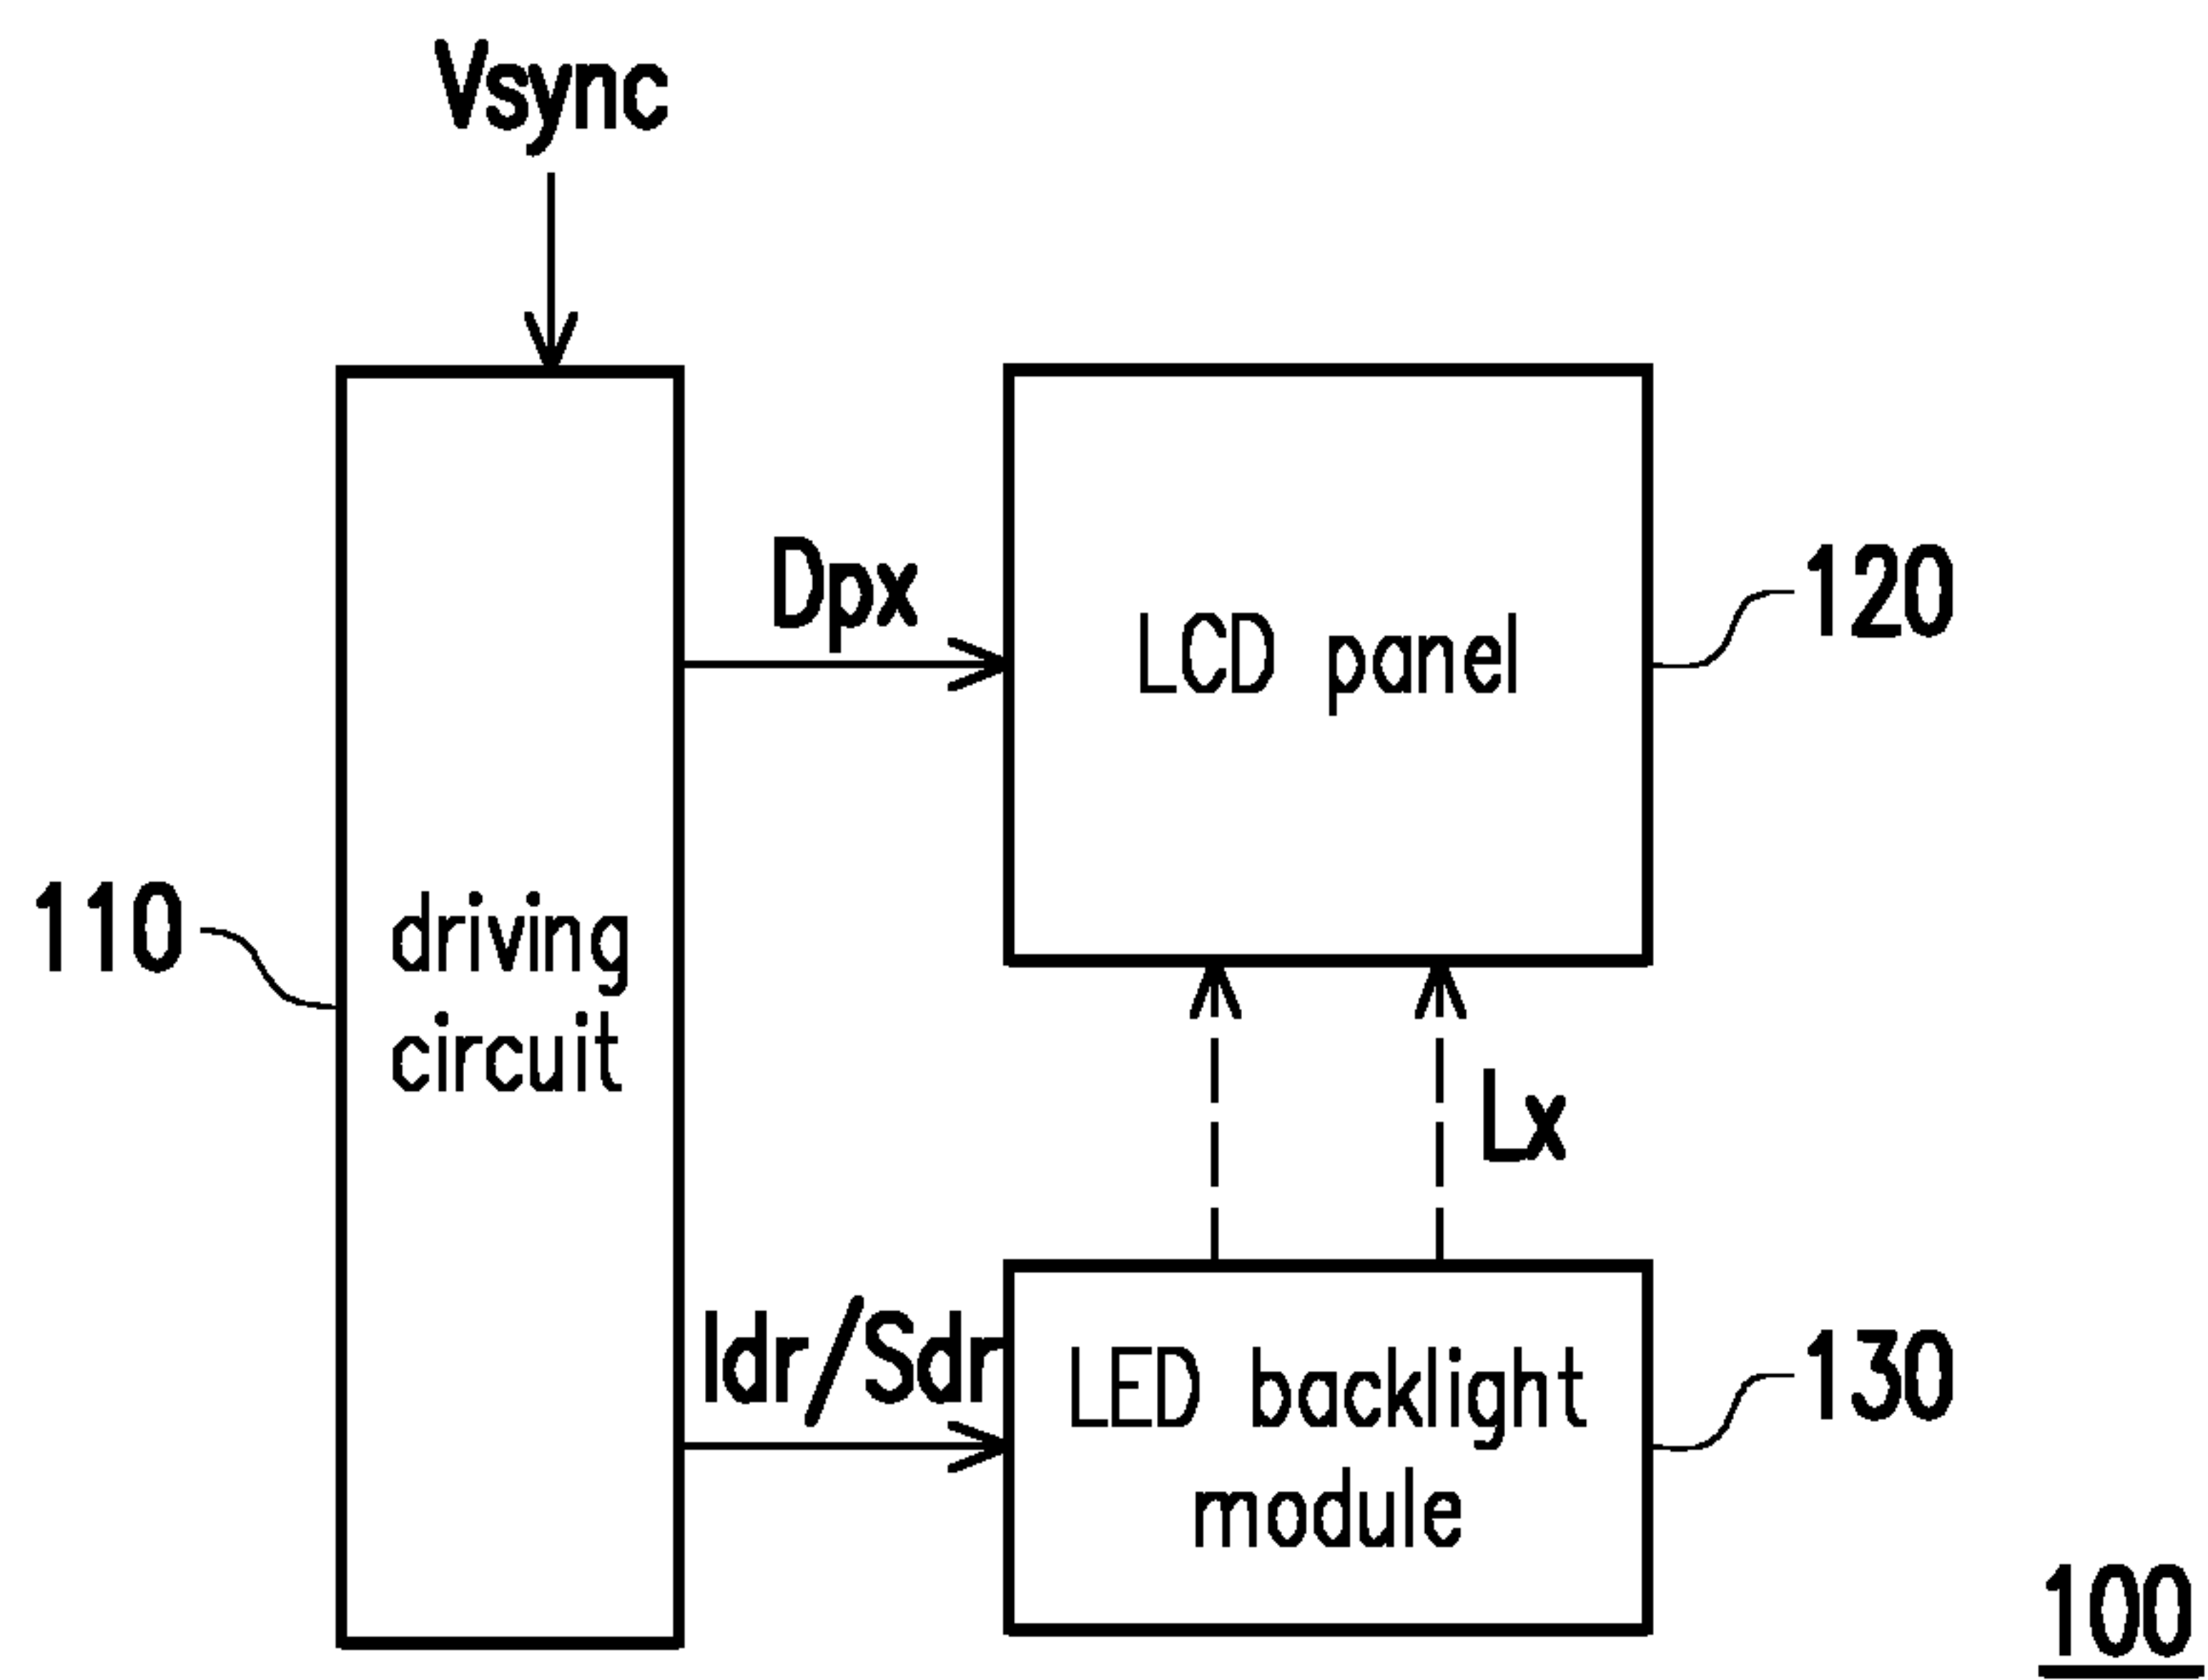 Vsync
Dpx
LCD panel
120
110
driving
circuit
Lx
Idr/Sdr
LED backlight
module
130
100